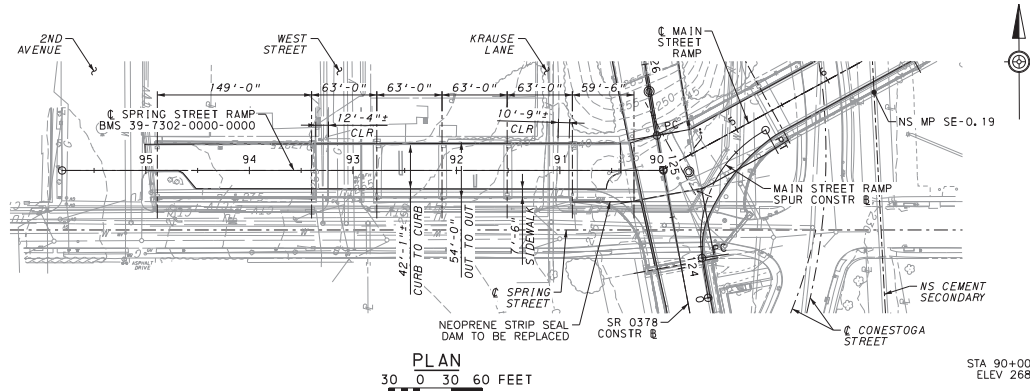 2ND
AVENUE
WEST
STREET
KRAUSE
LANE
℄ MAIN
STREET
RAMP
149'-0"
63'-0"
63'-0"
63'-0"
63'-0"
59'-6"
℄ SPRING STREET RAMP
BMS 39-7302-0000-0000
12'-4"±
CLR
10'-9"±
CLR
126
255
250
245
PC
NS MP SE-0.19
95
94
93
92
91
90
125
PT
MAIN STREET RAMP
SPUR CONSTR ℄
42'-1"±
CURB TO CURB
54'-0"
OUT TO OUT
7'-6"
SIDEWALK
PC
124
ASPHALT
DRIVE
℄ SPRING
STREET
NS CEMENT
SECONDARY
NEOPRENE STRIP SEAL
DAM TO BE REPLACED
SR 0378
CONSTR ℄
℄ CONESTOGA
STREET
PLAN
30 0 30 60 FEET
STA 90+00
ELEV 268